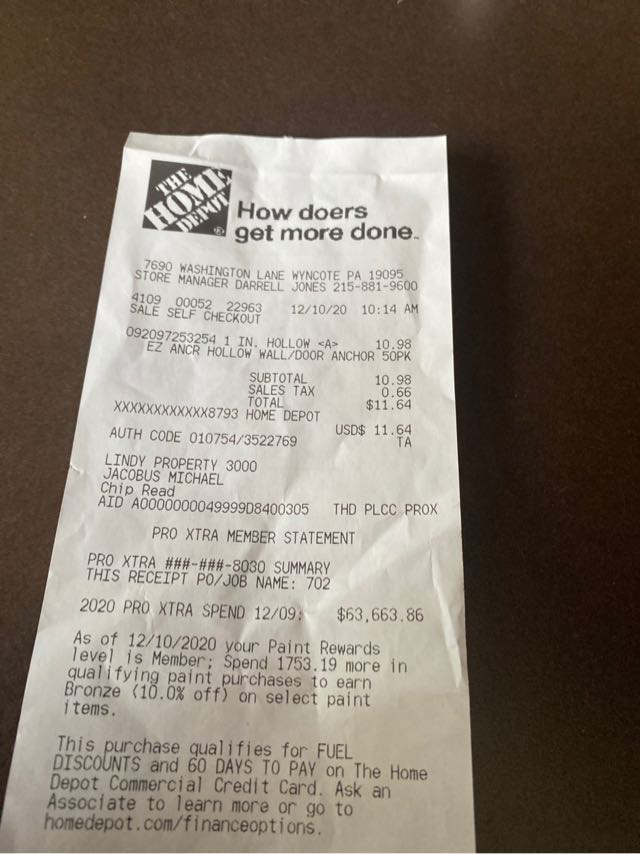 THE
HOME
DEPOT
®
How doers
get more done™
7690 WASHINGTON LANE WYNCOTE PA 19095
STORE MANAGER DARRELL JONES 215-881-9600
4109 00052 22963 12/10/20 10:14 AM
SALE SELF CHECKOUT
092097253254 1 IN. HOLLOW <A> 10.98
EZ ANCR HOLLOW WALL/DOOR ANCHOR 50PK
SUBTOTAL 10.98
SALES TAX 0.66
TOTAL $11.64
XXXXXXXXXXXX8793 HOME DEPOT
USD$ 11.64
AUTH CODE 010754/3522769 TA
LINDY PROPERTY 3000
JACOBUS MICHAEL
Chip Read
AID A0000000049999D8400305 THD PLCC PROX
PRO XTRA MEMBER STATEMENT
PRO XTRA ###-###-8030 SUMMARY
THIS RECEIPT PO/JOB NAME: 702
2020 PRO XTRA SPEND 12/09: $63,663.86
As of 12/10/2020 your Paint Rewards
level is Member; Spend 1753.19 more in
qualifying paint purchases to earn
Bronze (10.0% off) on select paint
items.
This purchase qualifies for FUEL
DISCOUNTS and 60 DAYS TO PAY on The Home
Depot Commercial Credit Card. Ask an
Associate to learn more or go to
homedepot.com/financeoptions.